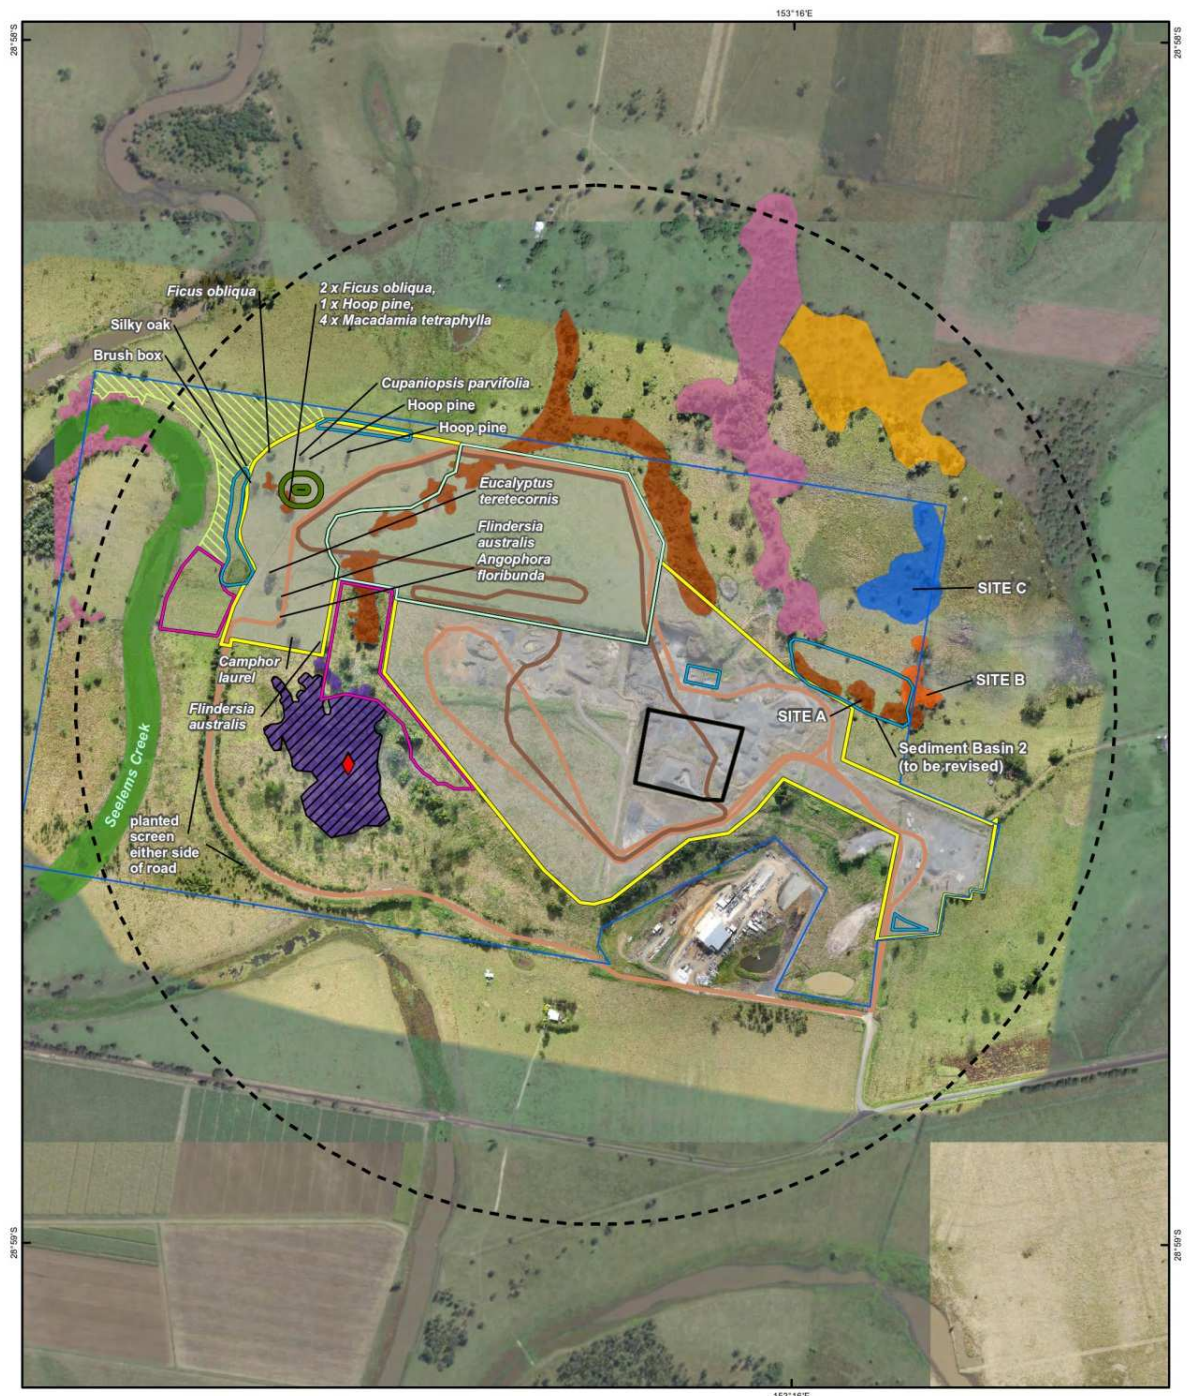 153°16'E
28°58'S
28°58'S
Ficus obliqua
2 x Ficus obliqua,
1 x Hoop pine,
4 x Macadamia tetraphylla
Silky oak
Brush box
Cupaniopsis parvifolia
Hoop pine
Hoop pine
Eucalyptus
teretecornis
Flindersia
australis
Angophora
floribunda
SITE C
Camphor
laurel
SITE B
Flindersia
australis
SITE A
Sediment Basin 2
(to be revised)
Seelems Creek
planted
screen
either side
of road
28°59'S
28°59'S
153°16'E